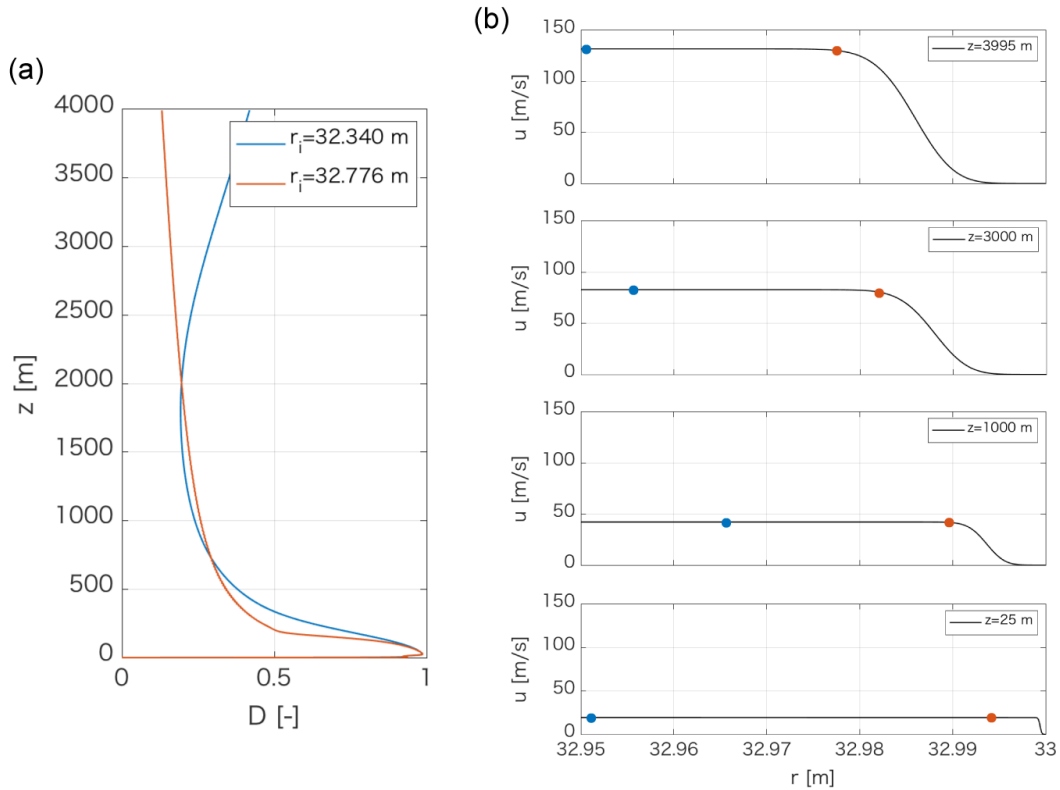 (a)
4000
3500
3000
2500
2000
1500
1000
500
0
z [m]
0
0.5
1
D [-]
r_i=32.340 m
r_i=32.776 m
(b)
150
100
50
0
u [m/s]
z=3995 m
150
100
50
0
u [m/s]
z=3000 m
150
100
50
0
u [m/s]
z=1000 m
150
100
50
0
u [m/s]
z=25 m
32.95
32.96
32.97
32.98
32.99
33
r [m]